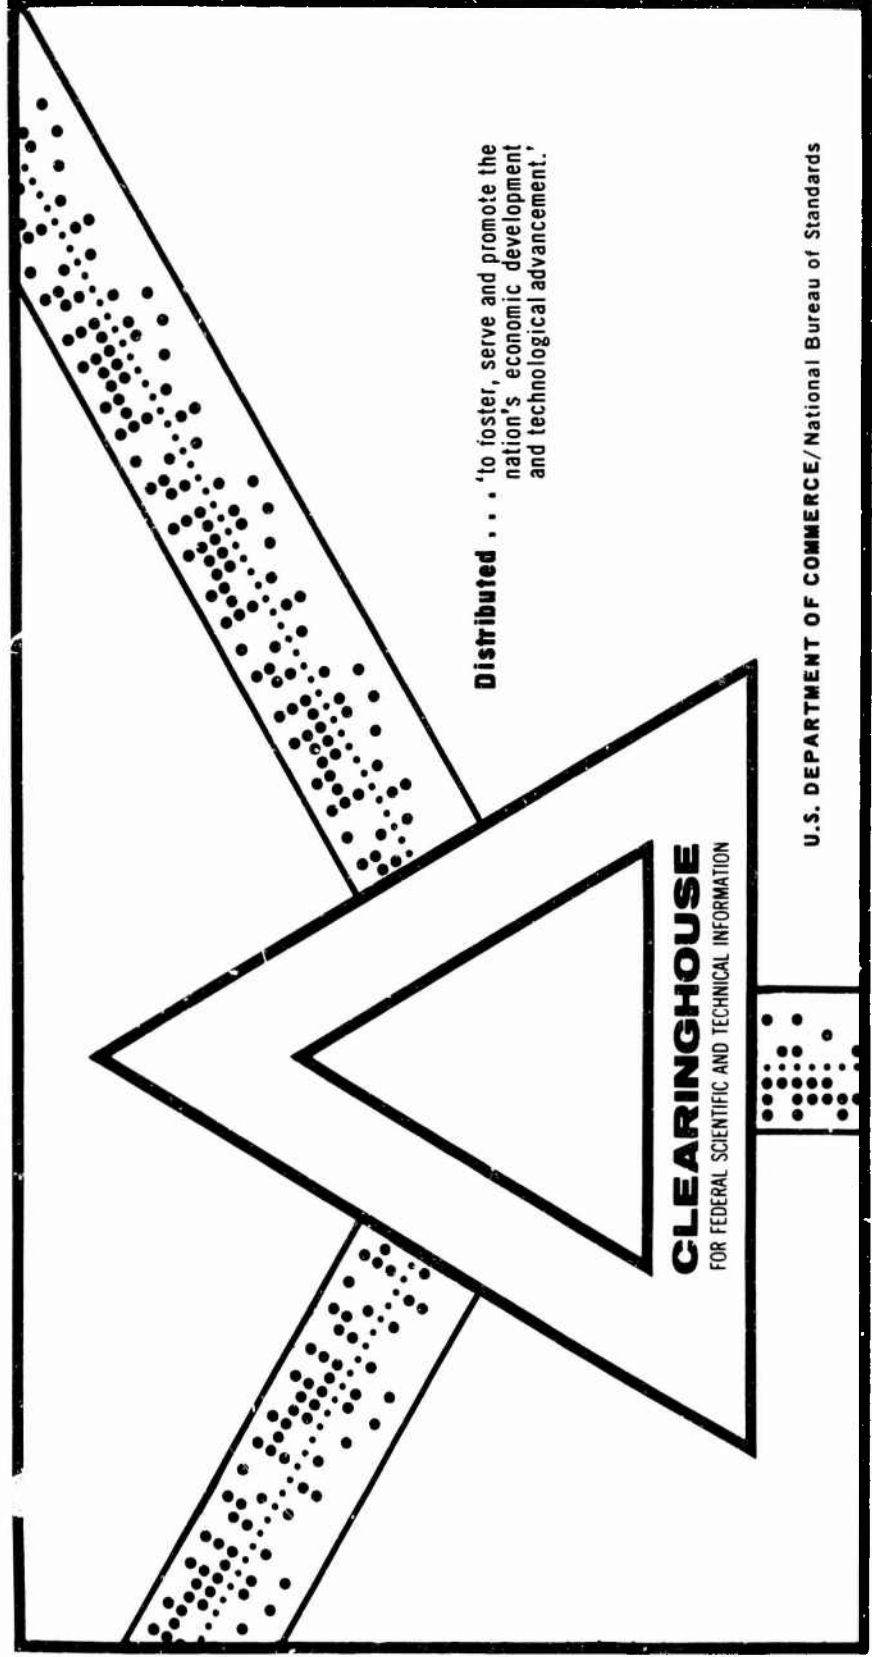 Distributed . . . 'to foster, serve and promote the
nation's economic development
and technological advancement.'
CLEARINGHOUSE
FOR FEDERAL SCIENTIFIC AND TECHNICAL INFORMATION
U.S. DEPARTMENT OF COMMERCE/National Bureau of Standards